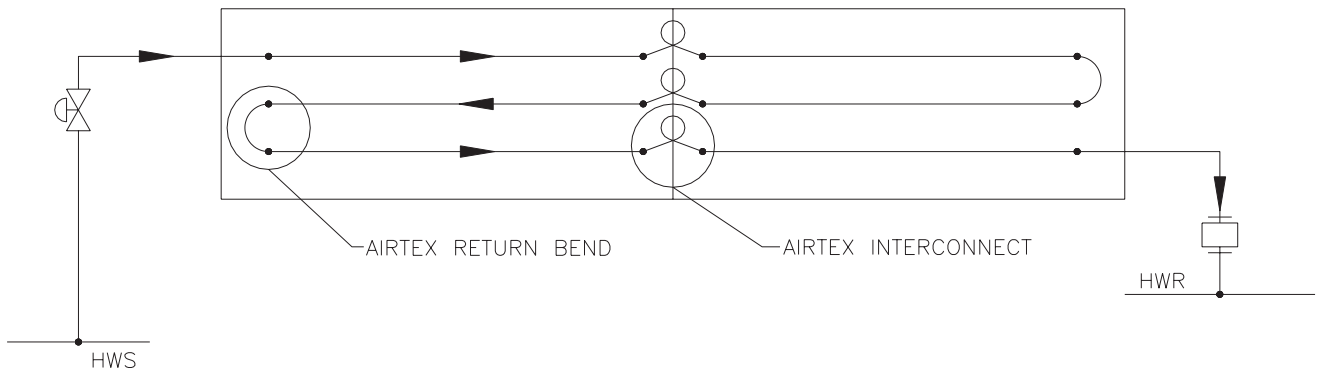 AIRTEX RETURN BEND
AIRTEX INTERCONNECT
HWR
HWS